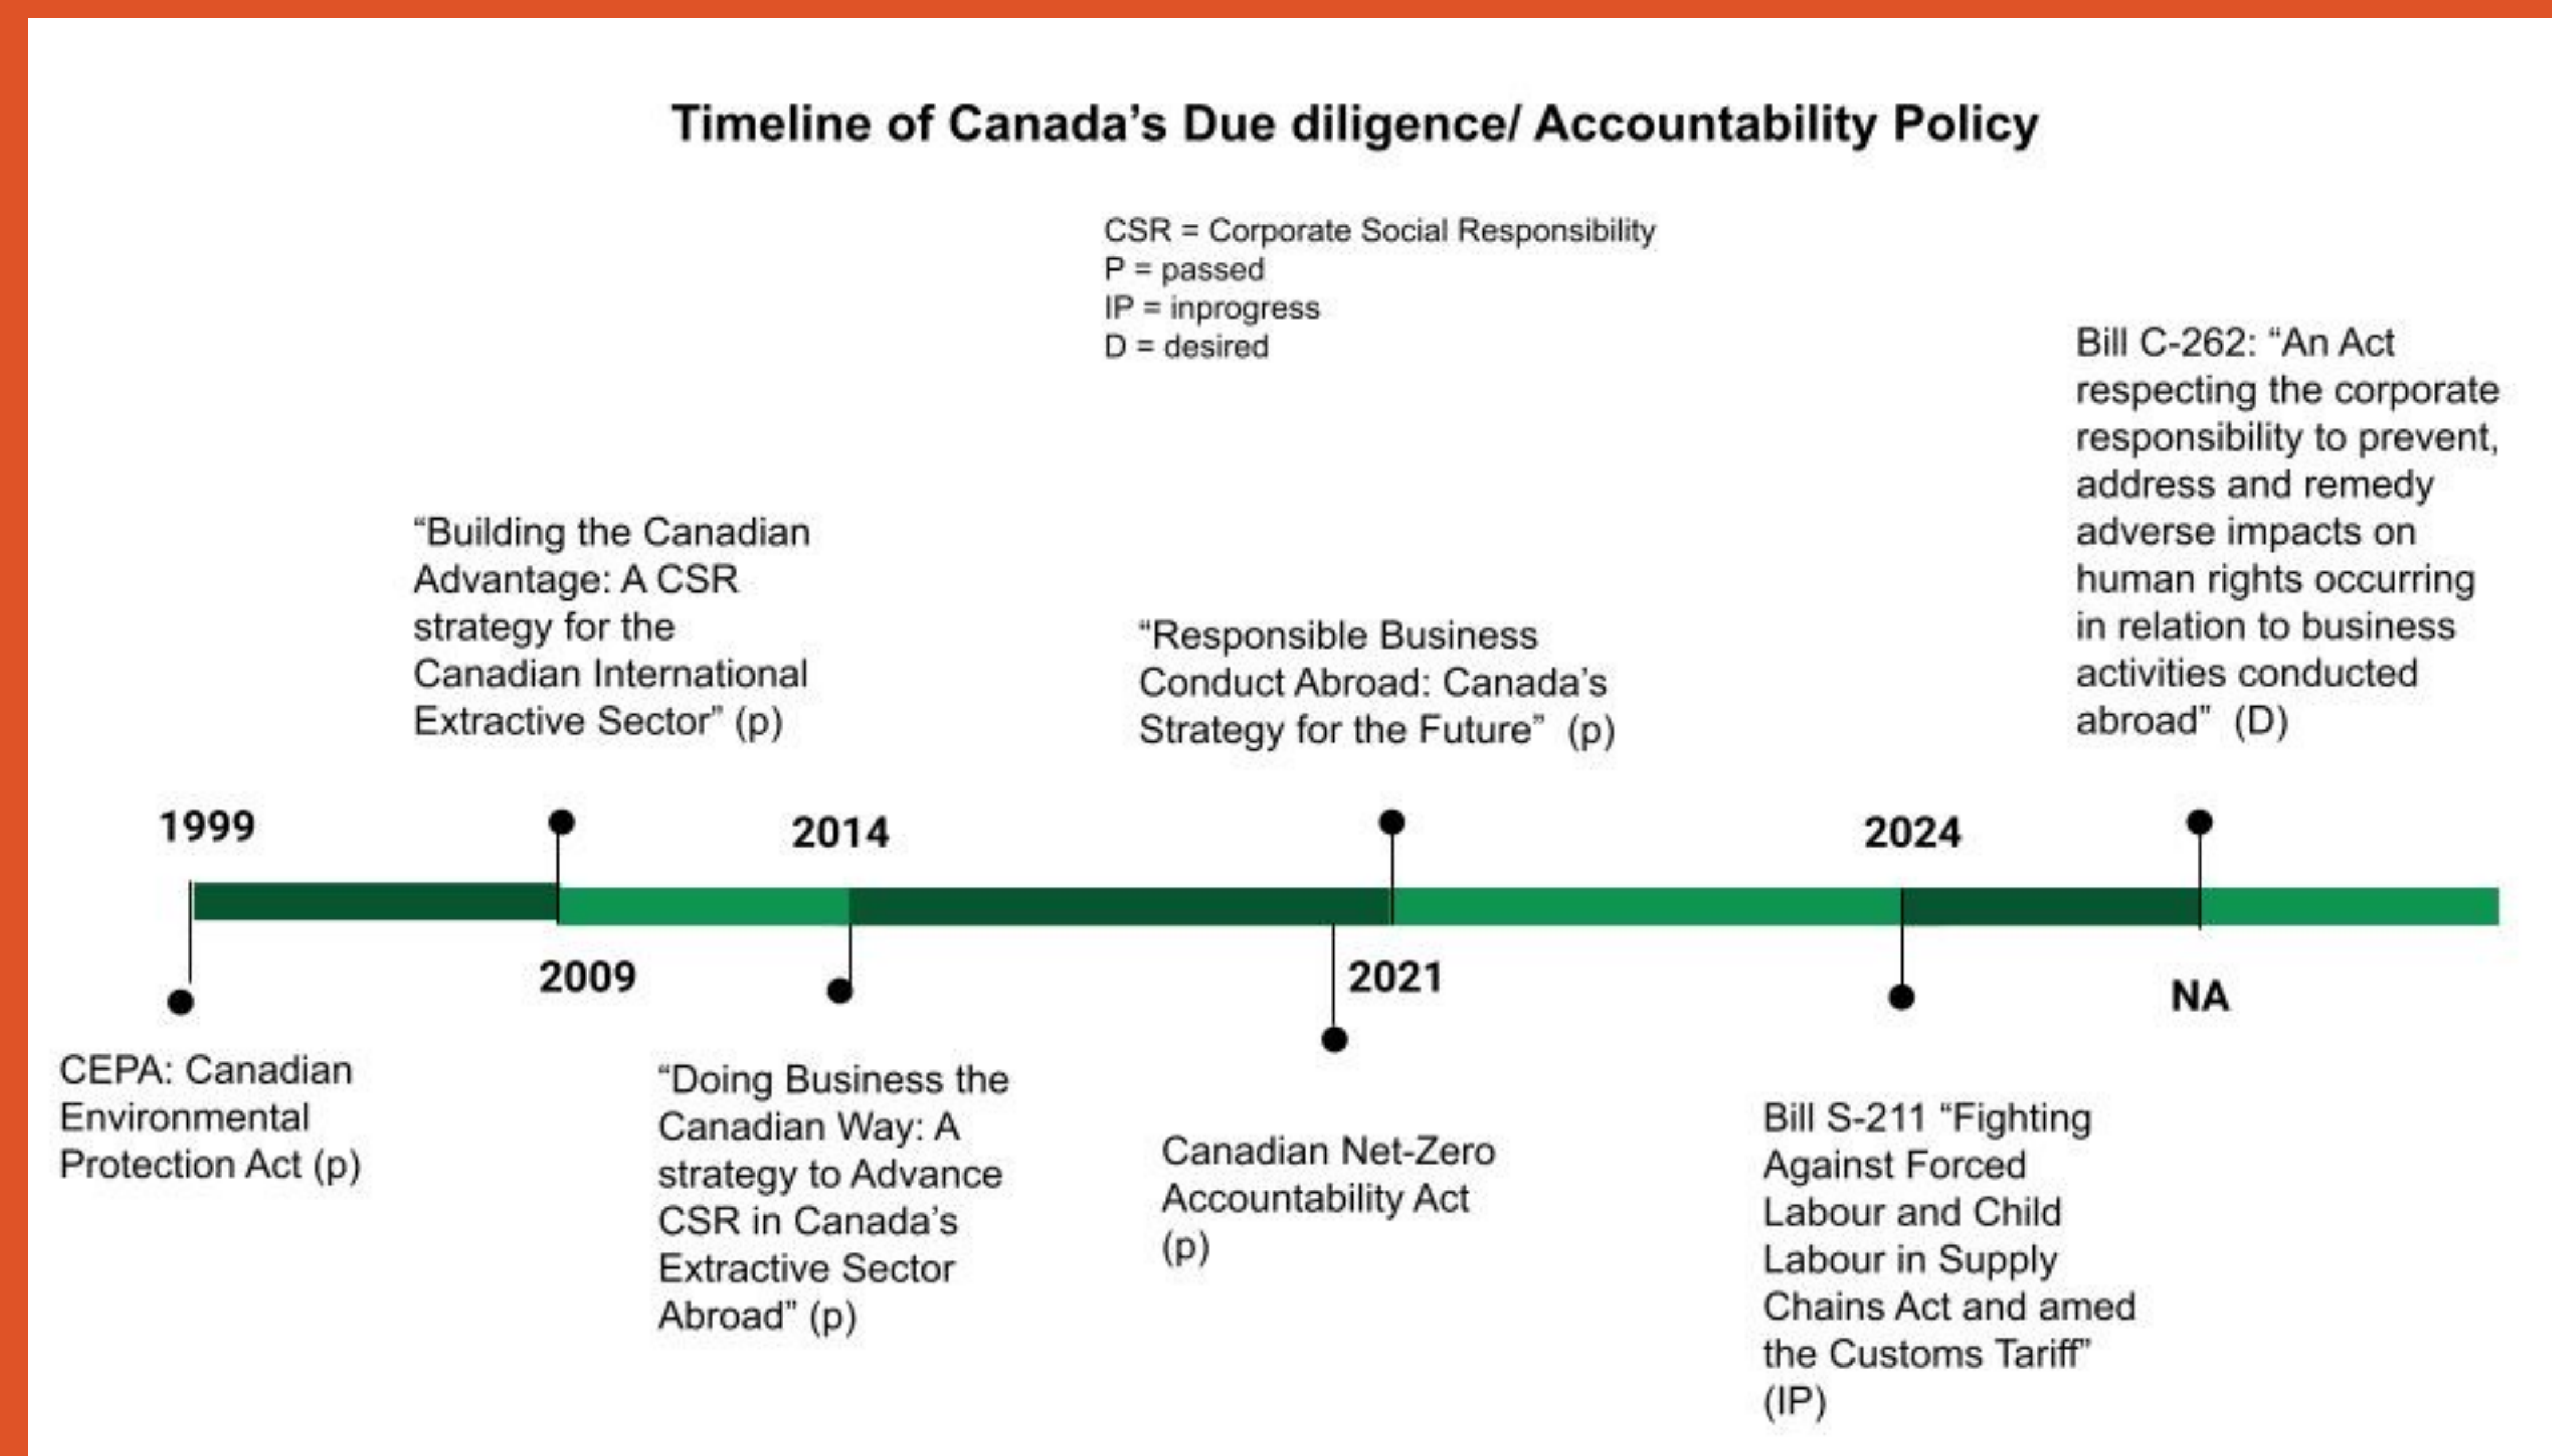 Timeline of Canada’s Due diligence/ Accountability Policy
CSR = Corporate Social Responsibility
P = passed
IP = inprogress
D = desired
Bill C-262: “An Act
respecting the corporate
responsibility to prevent,
address and remedy
adverse impacts on
human rights occurring
in relation to business
activities conducted
abroad” (D)
“Building the Canadian
Advantage: A CSR
strategy for the
Canadian International
Extractive Sector” (p)
“Responsible Business
Conduct Abroad: Canada’s
Strategy for the Future” (p)
1999
2014
2024
2009
2021
NA
CEPA: Canadian
Environmental
Protection Act (p)
“Doing Business the
Canadian Way: A
strategy to Advance
CSR in Canada’s
Extractive Sector
Abroad” (p)
Canadian Net-Zero
Accountability Act
(p)
Bill S-211 “Fighting
Against Forced
Labour and Child
Labour in Supply
Chains Act and amed
the Customs Tariff”
(IP)